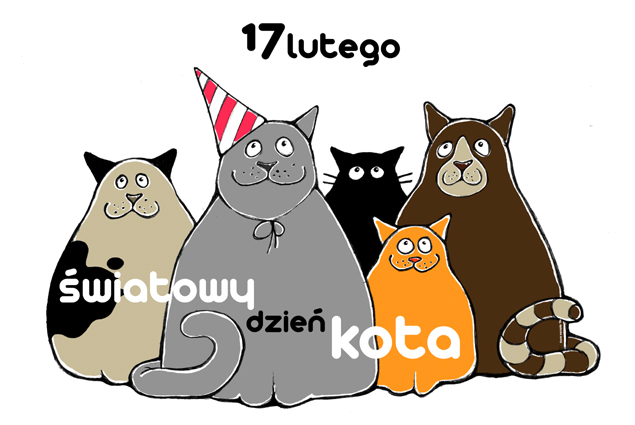 17 lutego
światowy
dzień
kota